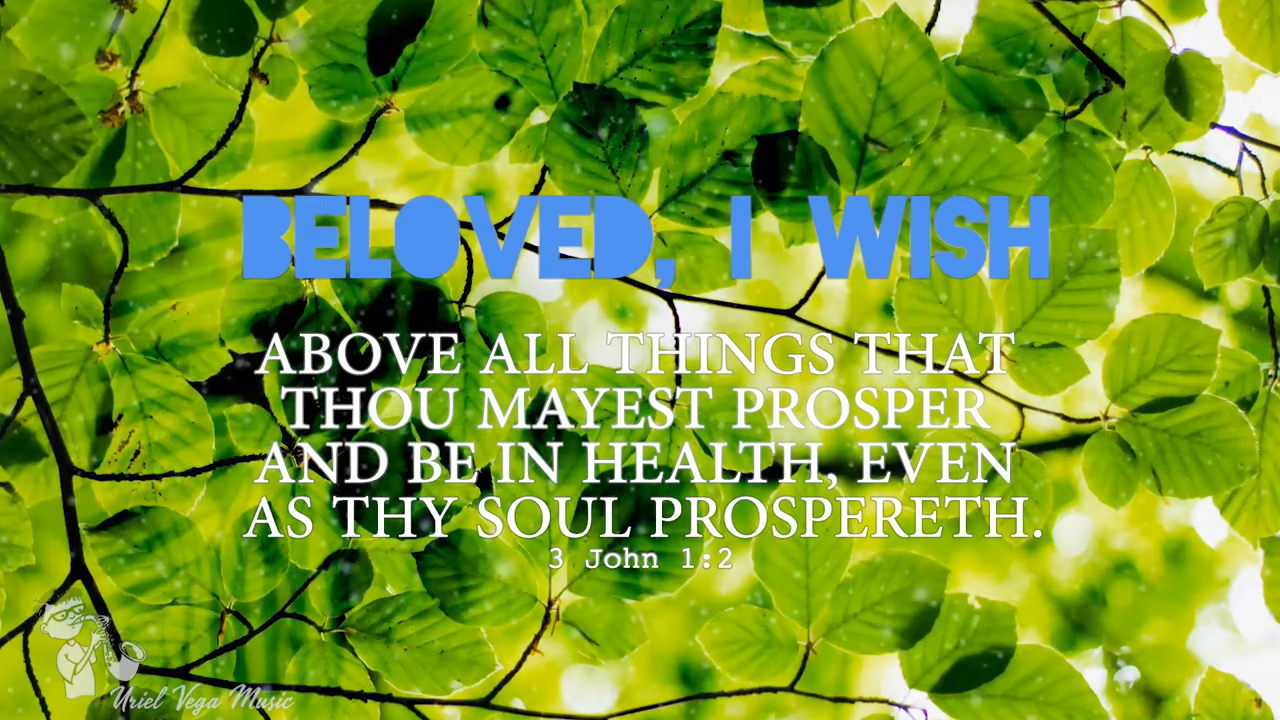 BELOVED, I WISH
ABOVE ALL THINGS THAT
THOU MAYEST PROSPER
AND BE IN HEALTH, EVEN
AS THY SOUL PROSPERETH.
3 John 1:2
Uriel Vega Music